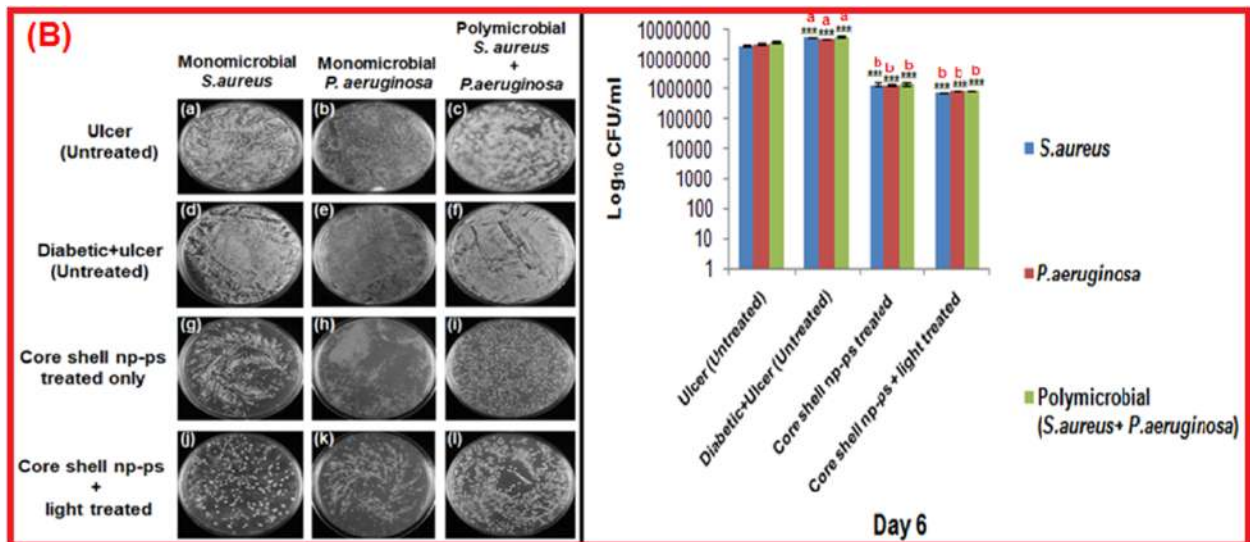 (B)
Monomicrobial
S.aureus
Monomicrobial
P. aeruginosa
Polymicrobial
S. aureus
+
P.aeruginosa
Ulcer
(Untreated)
(a)
(b)
(c)
Diabetic+ulcer
(Untreated)
(d)
(e)
(f)
Core shell np-ps
treated only
(g)
(h)
(i)
Core shell np-ps
+
light treated
(j)
(k)
(l)
Log10 CFU/ml
10000000
1000000
100000
10000
1000
100
10
1
a a a
*** *** ***
b b b
*** *** ***
b b b
*** *** ***
Ulcer (Untreated)
Diabetic+Ulcer (Untreated)
Core shell np-ps treated
Core shell np-ps + light treated
Day 6
S.aureus
P.aeruginosa
Polymicrobial
(S.aureus+ P.aeruginosa)